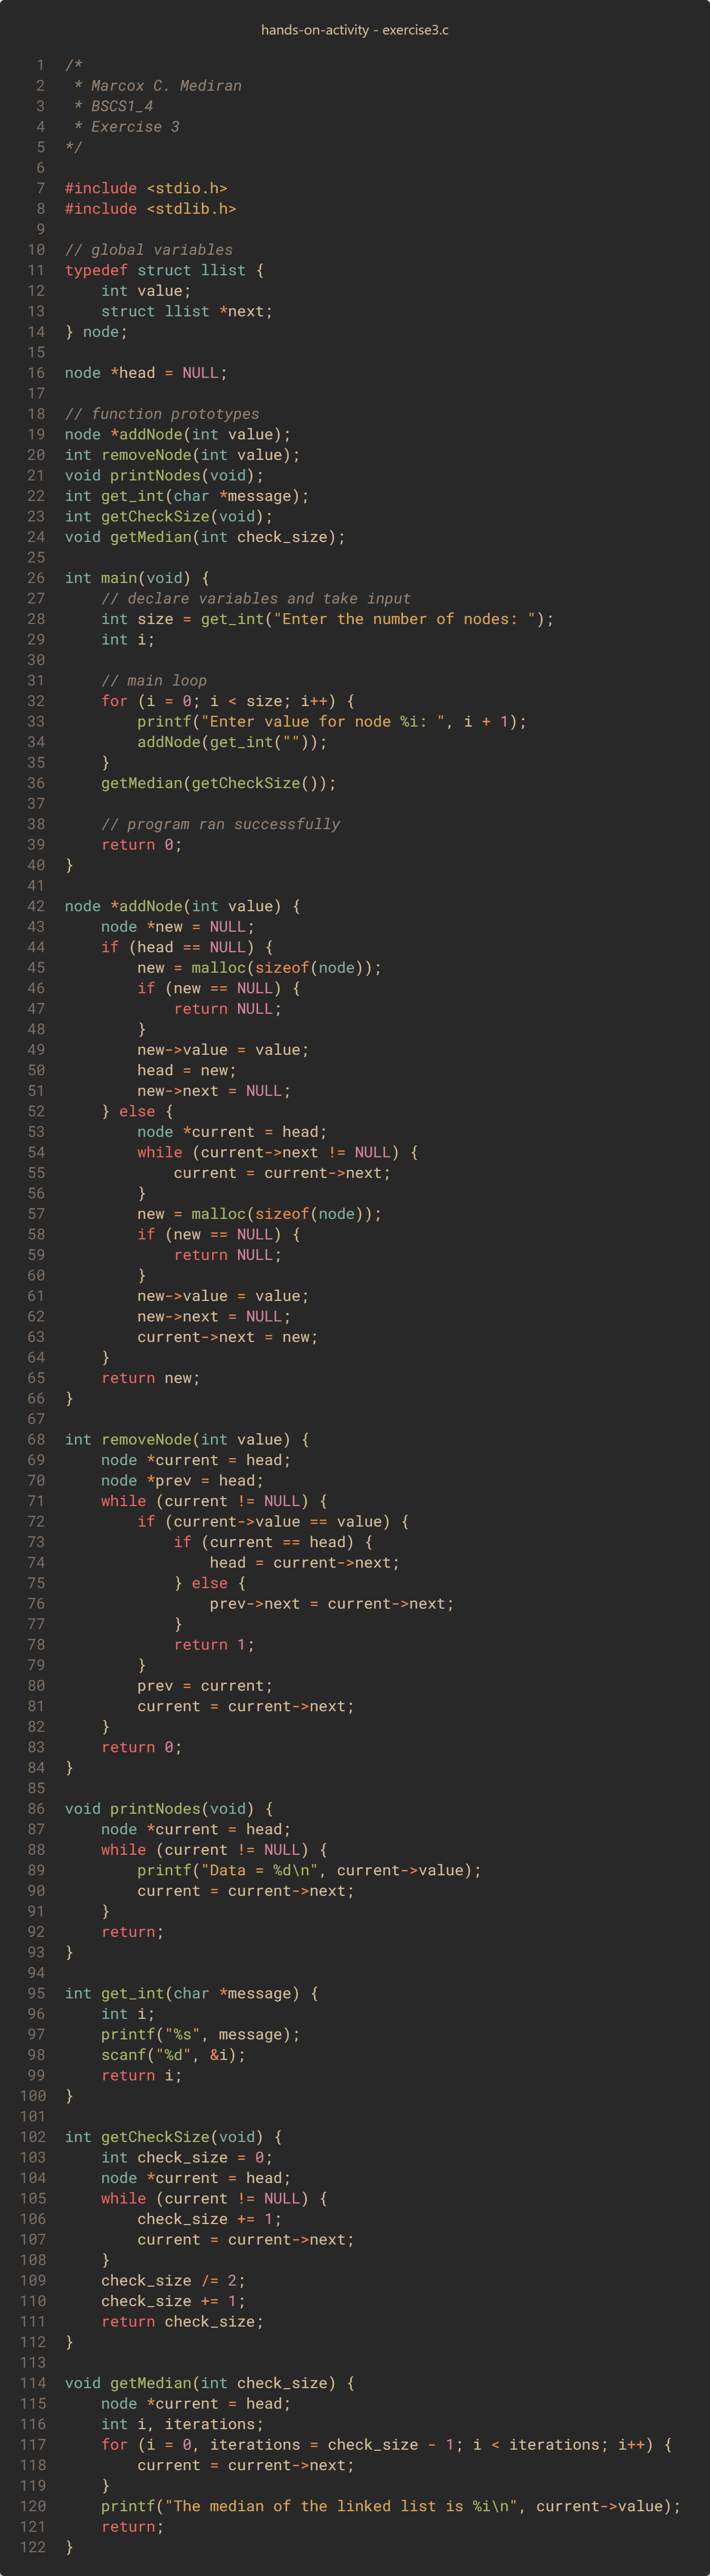 hands-on-activity - exercise3.c
1 /*
2  * Marcox C. Mediran
3  * BSCS1_4
4  * Exercise 3
5 */
6
7 #include <stdio.h>
8 #include <stdlib.h>
9
10 // global variables
11 typedef struct llist {
12     int value;
13     struct llist *next;
14 } node;
15
16 node *head = NULL;
17
18 // function prototypes
19 node *addNode(int value);
20 int removeNode(int value);
21 void printNodes(void);
22 int get_int(char *message);
23 int getCheckSize(void);
24 void getMedian(int check_size);
25
26 int main(void) {
27     // declare variables and take input
28     int size = get_int("Enter the number of nodes: ");
29     int i;
30
31     // main loop
32     for (i = 0; i < size; i++) {
33         printf("Enter value for node %i: ", i + 1);
34         addNode(get_int(""));
35     }
36     getMedian(getCheckSize());
37
38     // program ran successfully
39     return 0;
40 }
41
42 node *addNode(int value) {
43     node *new = NULL;
44     if (head == NULL) {
45         new = malloc(sizeof(node));
46         if (new == NULL) {
47             return NULL;
48         }
49         new->value = value;
50         head = new;
51         new->next = NULL;
52     } else {
53         node *current = head;
54         while (current->next != NULL) {
55             current = current->next;
56         }
57         new = malloc(sizeof(node));
58         if (new == NULL) {
59             return NULL;
60         }
61         new->value = value;
62         new->next = NULL;
63         current->next = new;
64     }
65     return new;
66 }
67
68 int removeNode(int value) {
69     node *current = head;
70     node *prev = head;
71     while (current != NULL) {
72         if (current->value == value) {
73             if (current == head) {
74                 head = current->next;
75             } else {
76                 prev->next = current->next;
77             }
78             return 1;
79         }
80         prev = current;
81         current = current->next;
82     }
83     return 0;
84 }
85
86 void printNodes(void) {
87     node *current = head;
88     while (current != NULL) {
89         printf("Data = %d\n", current->value);
90         current = current->next;
91     }
92     return;
93 }
94
95 int get_int(char *message) {
96     int i;
97     printf("%s", message);
98     scanf("%d", &i);
99     return i;
100 }
101
102 int getCheckSize(void) {
103     int check_size = 0;
104     node *current = head;
105     while (current != NULL) {
106         check_size += 1;
107         current = current->next;
108     }
109     check_size /= 2;
110     check_size += 1;
111     return check_size;
112 }
113
114 void getMedian(int check_size) {
115     node *current = head;
116     int i, iterations;
117     for (i = 0, iterations = check_size - 1; i < iterations; i++) {
118         current = current->next;
119     }
120     printf("The median of the linked list is %i\n", current->value);
121     return;
122 }